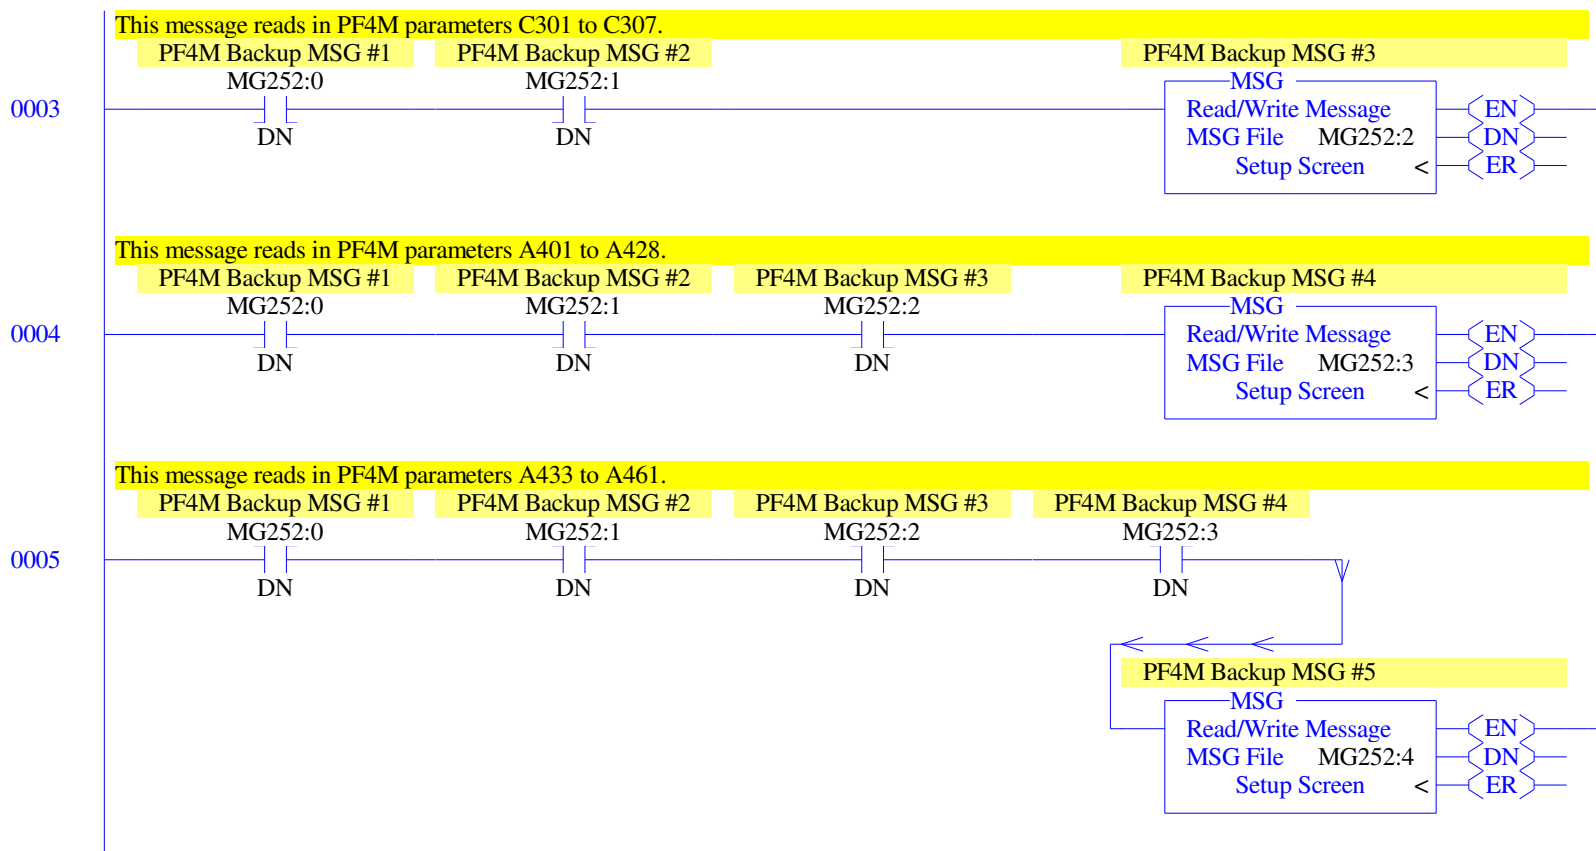 This message reads in PF4M parameters C301 to C307.
PF4M Backup MSG #1 PF4M Backup MSG #2 PF4M Backup MSG #3
MG252:0 MG252:1 MSG
0003 Read/Write Message EN
DN DN MSG File MG252:2 DN
Setup Screen < ER
This message reads in PF4M parameters A401 to A428.
PF4M Backup MSG #1 PF4M Backup MSG #2 PF4M Backup MSG #3 PF4M Backup MSG #4
MG252:0 MG252:1 MG252:2 MSG
0004 Read/Write Message EN
DN DN DN MSG File MG252:3 DN
Setup Screen < ER
This message reads in PF4M parameters A433 to A461.
PF4M Backup MSG #1 PF4M Backup MSG #2 PF4M Backup MSG #3 PF4M Backup MSG #4
MG252:0 MG252:1 MG252:2 MG252:3
0005
DN DN DN DN
PF4M Backup MSG #5
MSG
Read/Write Message EN
MSG File MG252:4 DN
Setup Screen < ER